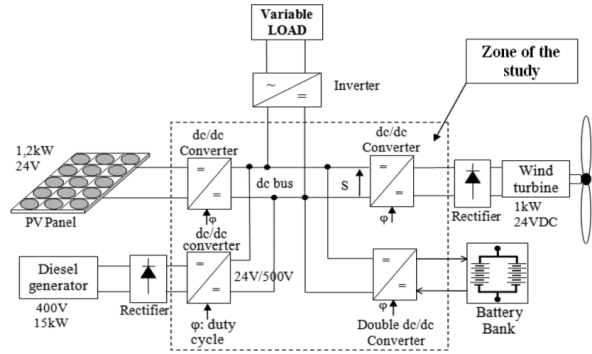 Variable
LOAD
Zone of the
study
Inverter
dc/dc
Converter
dc/dc
Converter
1,2kW
24V
PV Panel
dc bus
S
φ
φ
Rectifier
Wind
turbine
1kW
24VDC
dc/dc
converter
24V/500V
Diesel
generator
400V
15kW
Rectifier
φ: duty
cycle
φ
Double dc/dc
Converter
Battery
Bank